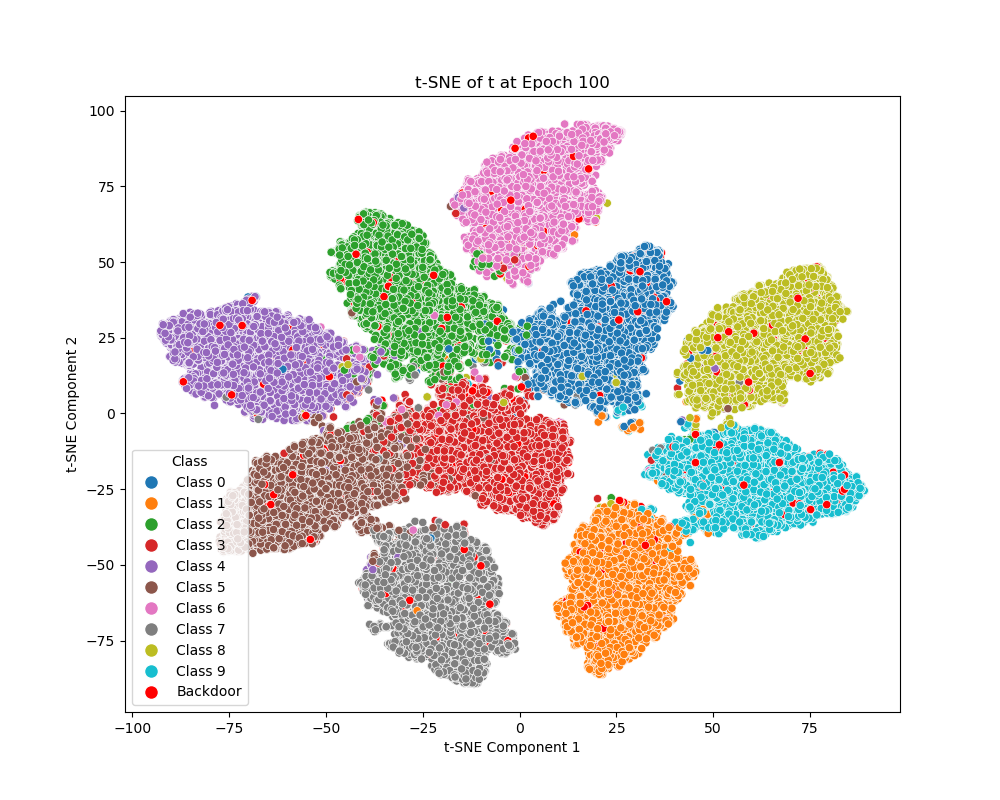 t-SNE of t at Epoch 100
100
75
50
25
0
−25
−50
−75
t-SNE Component 2
Class
Class 0
Class 1
Class 2
Class 3
Class 4
Class 5
Class 6
Class 7
Class 8
Class 9
Backdoor
−100 −75 −50 −25 0 25 50 75
t-SNE Component 1